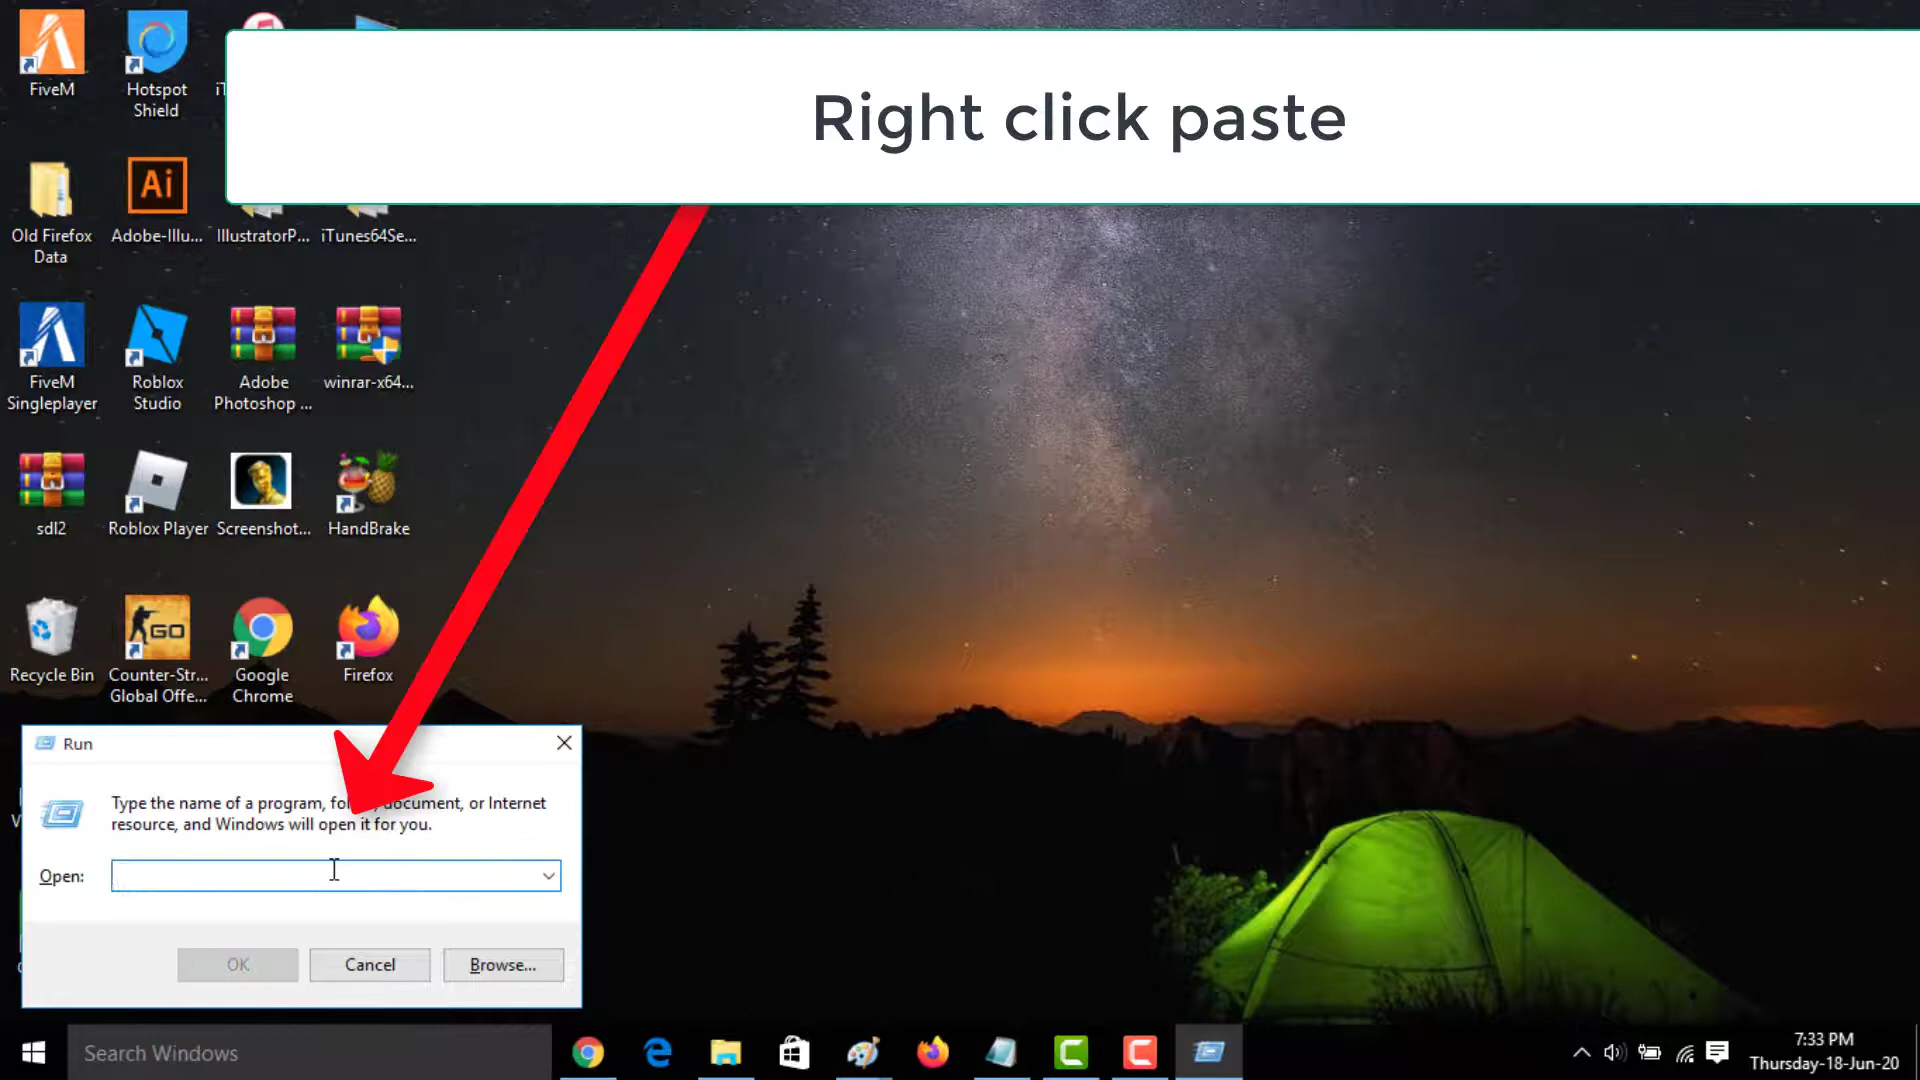 Right click paste
FiveM
Hotspot
Shield
Ai
Old Firefox
Data
Adobe-Illu...
IllustratorP...
iTunes64Se...
FiveM
Singleplayer
Roblox
Studio
Adobe
Photoshop ...
winrar-x64...
sdl2
Roblox Player
Screenshot...
HandBrake
GO
Recycle Bin
Counter-Str...
Global Offe...
Google
Chrome
Firefox
Run
Type the name of a program, document, or Internet
resource, and Windows will open it for you.
Open:
OK
Cancel
Browse...
Search Windows
7:33 PM
Thursday-18-Jun-20